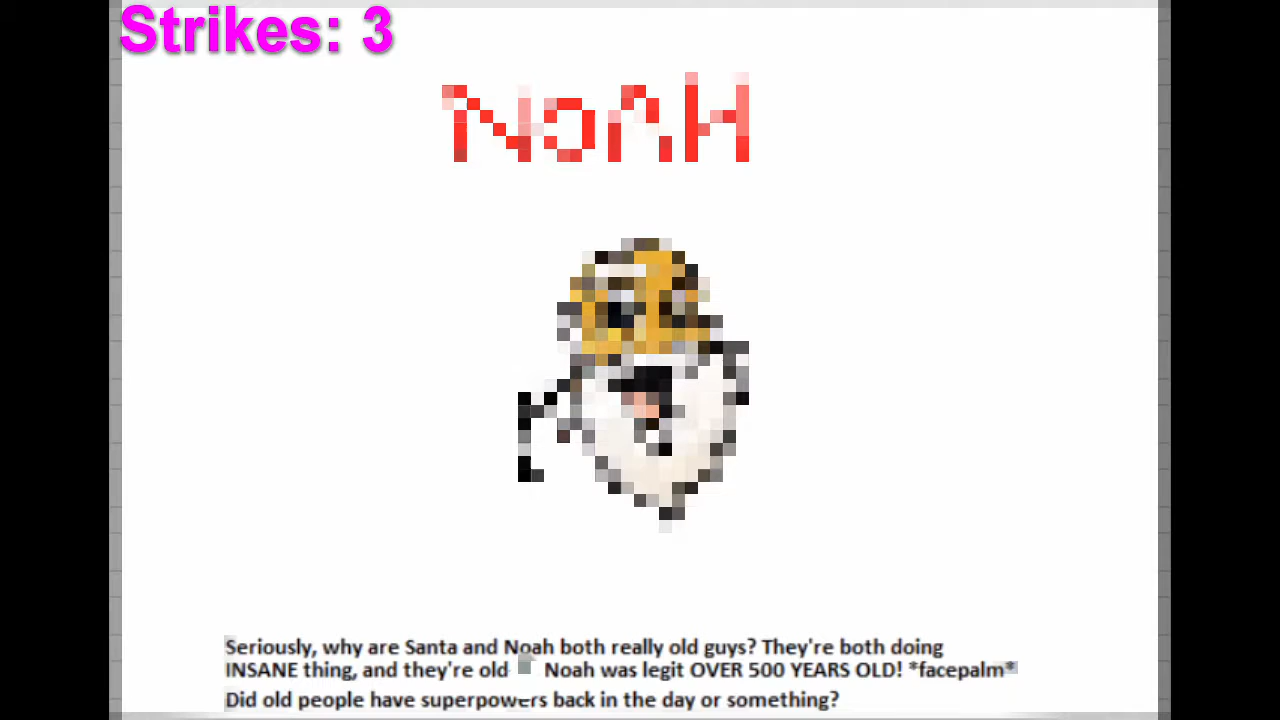 Strikes: 3
NoAH
Seriously, why are Santa and Noah both really old guys? They're both doing
INSANE thing, and they're old Noah was legit OVER 500 YEARS OLD! *facepalm*
Did old people have superpowers back in the day or something?